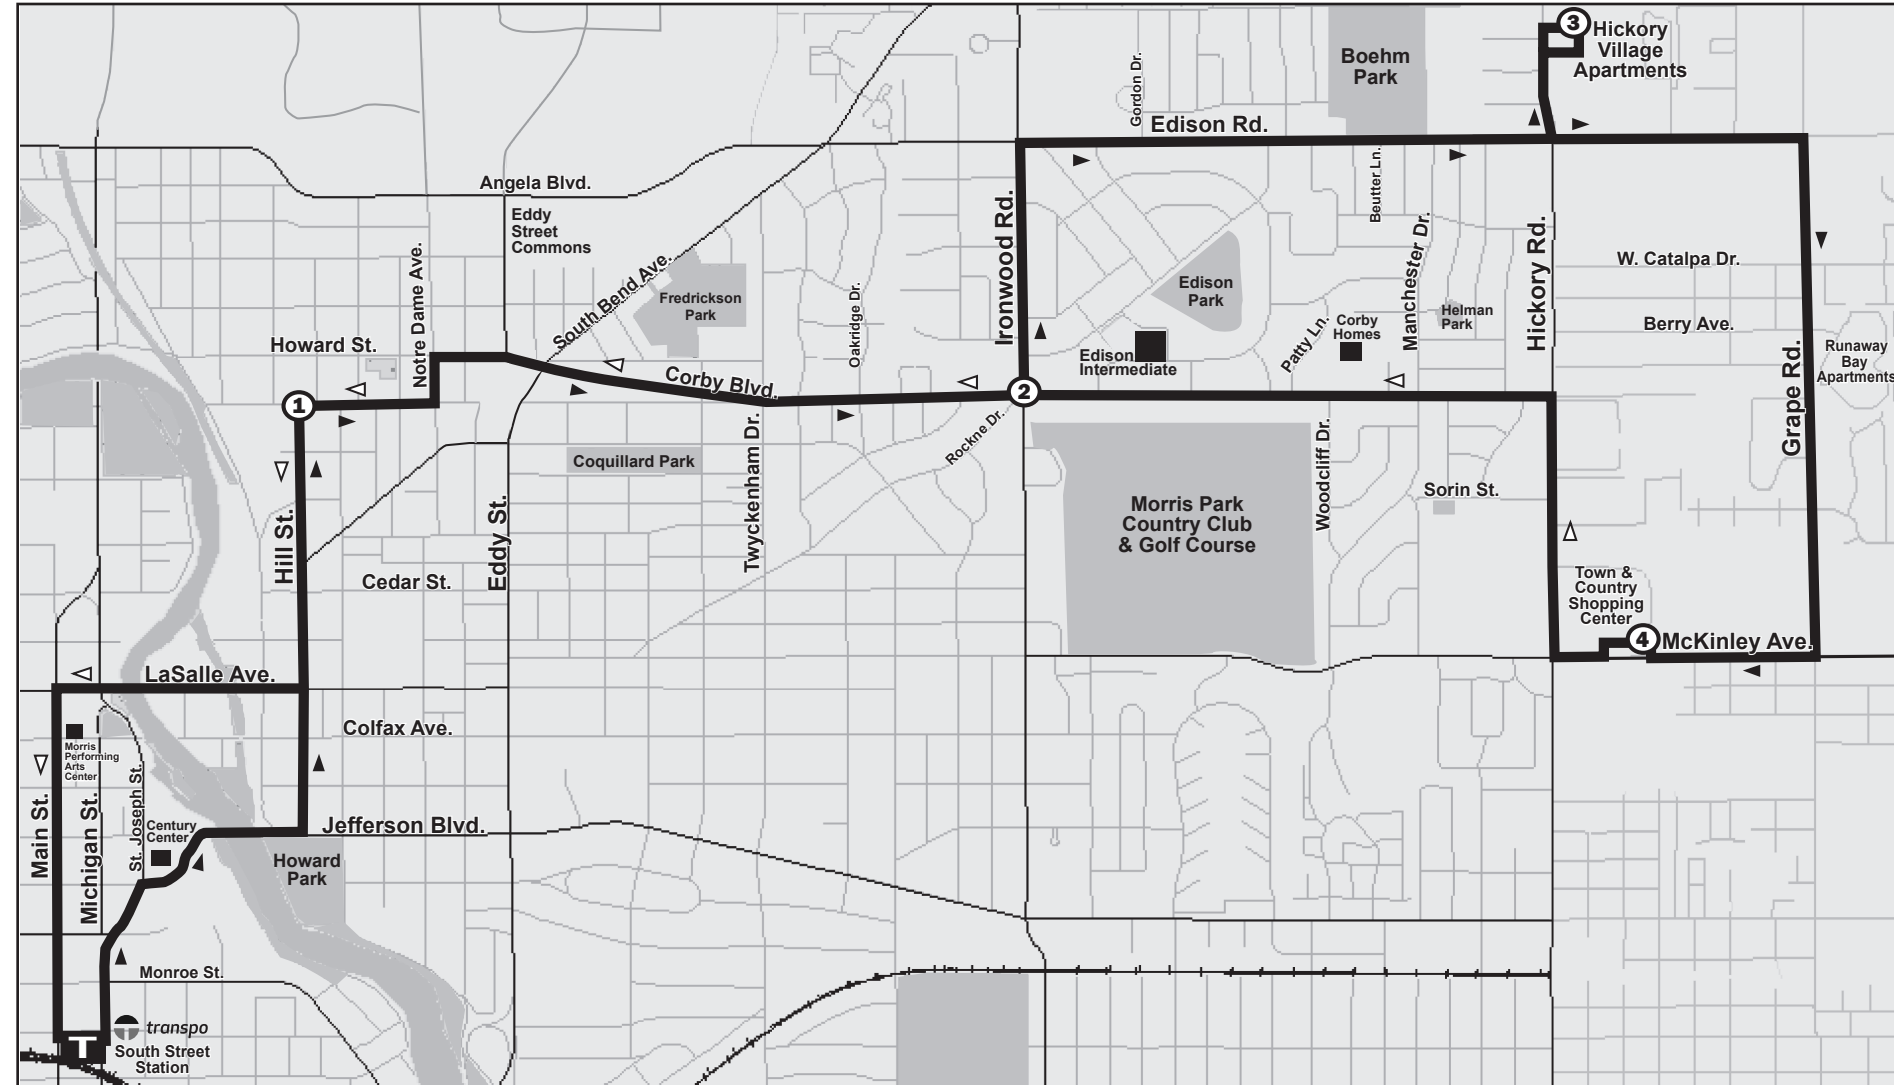 3
Hickory
Village
Apartments
Boehm
Park
Gordon Dr.
Edison Rd.
Angela Blvd.
Eddy
Street
Commons
Notre Dame Ave.
South Bend Ave.
Fredrickson
Park
Oakridge Dr.
Ironwood Rd.
Beutter Ln.
Manchester Dr.
Hickory Rd.
W. Catalpa Dr.
Edison
Park
Helman
Park
Berry Ave.
Corby
Homes
Patty Ln.
Edison
Intermediate
Howard St.
Corby Blvd.
Runaway
Bay
Apartments
Grape Rd.
1
2
Rockne Dr.
Twyckenham Dr.
Coquillard Park
Woodcliff Dr.
Sorin St.
Morris Park
Country Club
& Golf Course
Hill St.
Eddy St.
Cedar St.
Town &
Country
Shopping
Center
4
McKinley Ave.
LaSalle Ave.
Colfax Ave.
Morris
Performing
Arts
Center
Main St.
Michigan St.
St. Joseph St.
Century
Center
Jefferson Blvd.
Howard
Park
Monroe St.
transpo
T
South Street
Station